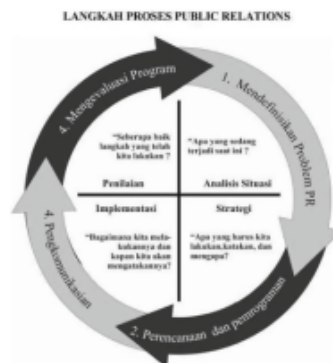 LANGKAH PROSES PUBLIC RELATIONS
4. Mengevaluasi Program
1. Mendefinisikan Problem PR
"Seberapa baik
langkah yang telah
kita lakukan ?
"Apa yang sedang
terjadi saat ini ?
Penilaian
Analisis Situasi
Implementasi
Strategi
"Bagaimana kita mela-
kukannya dan
kapan kita akan
mengatakannya?
"Apa yang harus kita
lakukan,katakan, dan
mengapa?
4. Pengkomunikasian
2. Perencanaan dan pemrograman